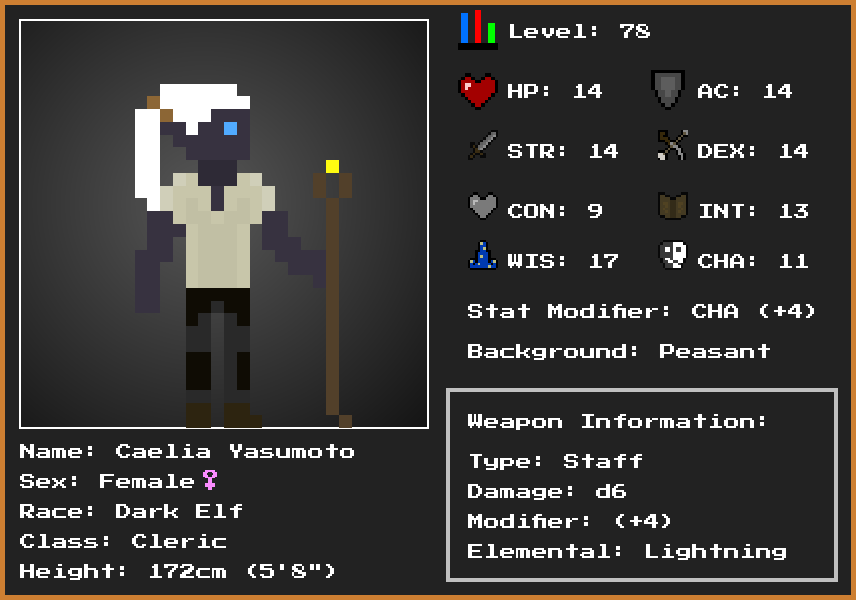 Level: 78
HP: 14
AC: 14
STR: 14
DEX: 14
CON: 9
INT: 13
WIS: 17
CHA: 11
Stat Modifier: CHA (+4)
Background: Peasant
Weapon Information:
Type: Staff
Damage: d6
Modifier: (+4)
Elemental: Lightning
Name: Caelia Yasumoto
Sex: Female♀
Race: Dark Elf
Class: Cleric
Height: 172cm (5'8")